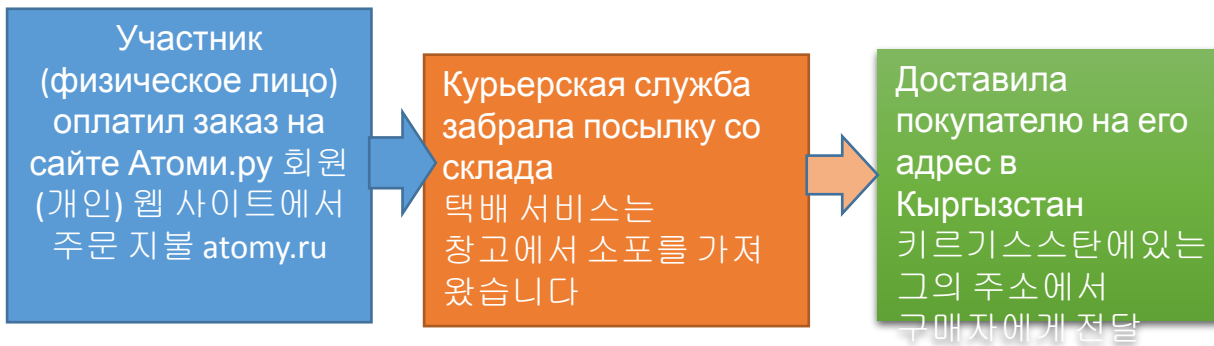 Участник
(физическое лицо)
оплатил заказ на
сайте Атоми.ру 회원
(개인) 웹 사이트에서
주문 지불 atomy.ru
Курьерская служба
забрала посылку со
склада
택배 서비스는
창고에서 소포를 가져
왔습니다
Доставила
покупателю на его
адрес в
Кыргызстан
키르기스스탄에있는
그의 주소에서
구매자에게 전달